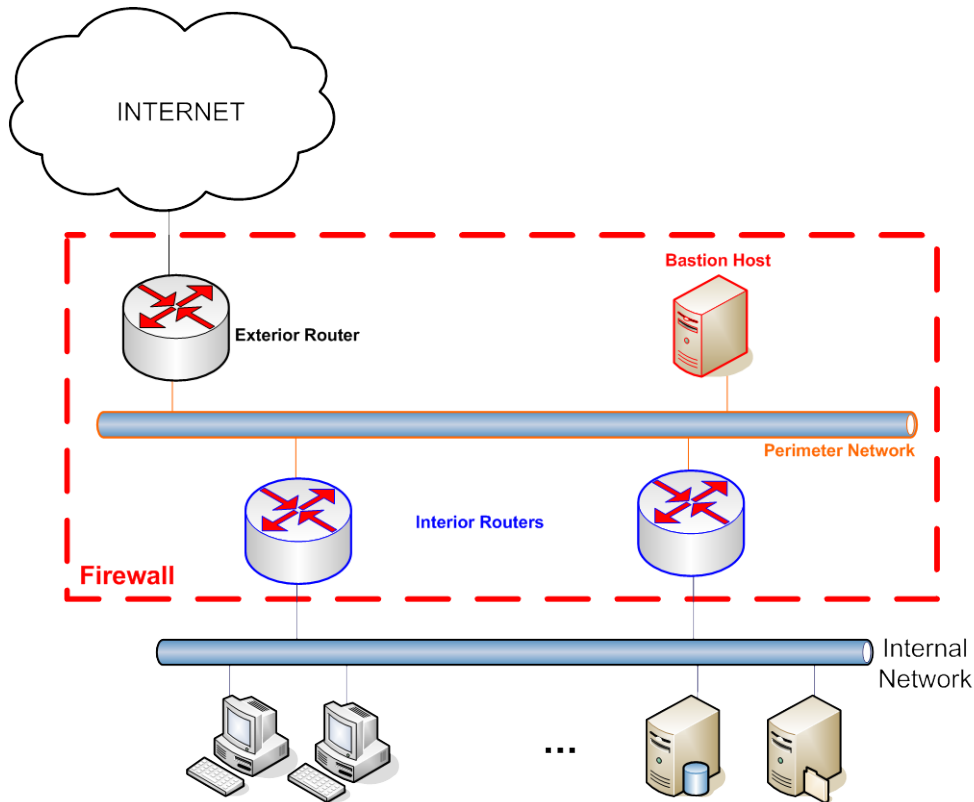 INTERNET
Bastion Host
Exterior Router
Perimeter Network
Interior Routers
Firewall
Internal
Network
...